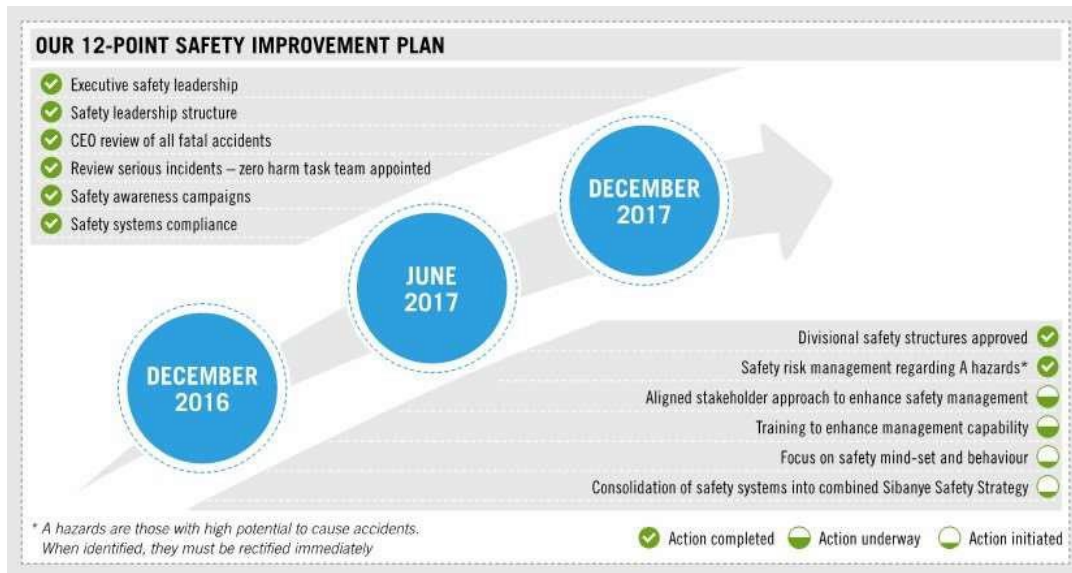 OUR 12-POINT SAFETY IMPROVEMENT PLAN
Executive safety leadership
Safety leadership structure
CEO review of all fatal accidents
Review serious incidents – zero harm task team appointed
Safety awareness campaigns
Safety systems compliance
DECEMBER
2017
JUNE
2017
DECEMBER
2016
Divisional safety structures approved
Safety risk management regarding A hazards*
Aligned stakeholder approach to enhance safety management
Training to enhance management capability
Focus on safety mind-set and behaviour
Consolidation of safety systems into combined Sibanye Safety Strategy
* A hazards are those with high potential to cause accidents.
When identified, they must be rectified immediately
Action completed Action underway Action initiated